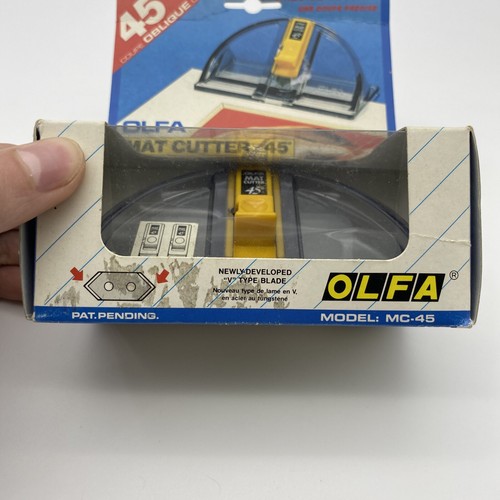 45
COUPE OBLIQUE
OLFA
MAT CUTTER-45°
MAT
CUTTER
45°
NEWLY-DEVELOPED
"V" TYPE BLADE
Nouveau type de lame en V,
en acier au tungstène
OLFA®
PAT.PENDING.
MODEL: MC-45